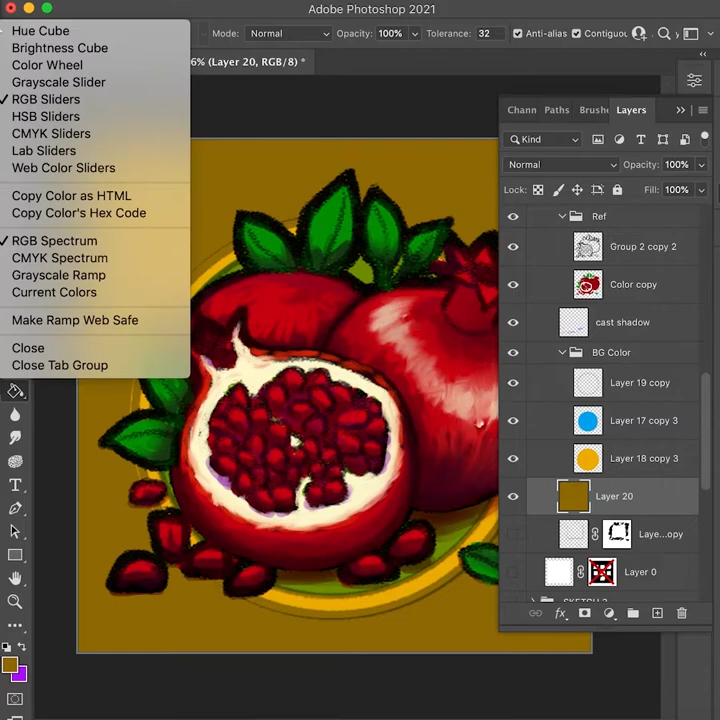 Adobe Photoshop 2021
Mode: Normal Opacity: 100% Tolerance: 32 Anti-alias Contiguou
6% (Layer 20, RGB/8) *
Hue Cube
Brightness Cube
Color Wheel
Grayscale Slider
RGB Sliders
HSB Sliders
CMYK Sliders
Lab Sliders
Web Color Sliders
Copy Color as HTML
Copy Color's Hex Code
RGB Spectrum
CMYK Spectrum
Grayscale Ramp
Current Colors
Make Ramp Web Safe
Close
Close Tab Group
Chann Paths Brushe Layers
Kind
Normal Opacity: 100%
Lock: Fill: 100%
Ref
Group 2 copy 2
Color copy
cast shadow
BG Color
Layer 19 copy
Layer 17 copy 3
Layer 18 copy 3
Layer 20
Laye...opy
Layer 0
SKETCH 3
fx